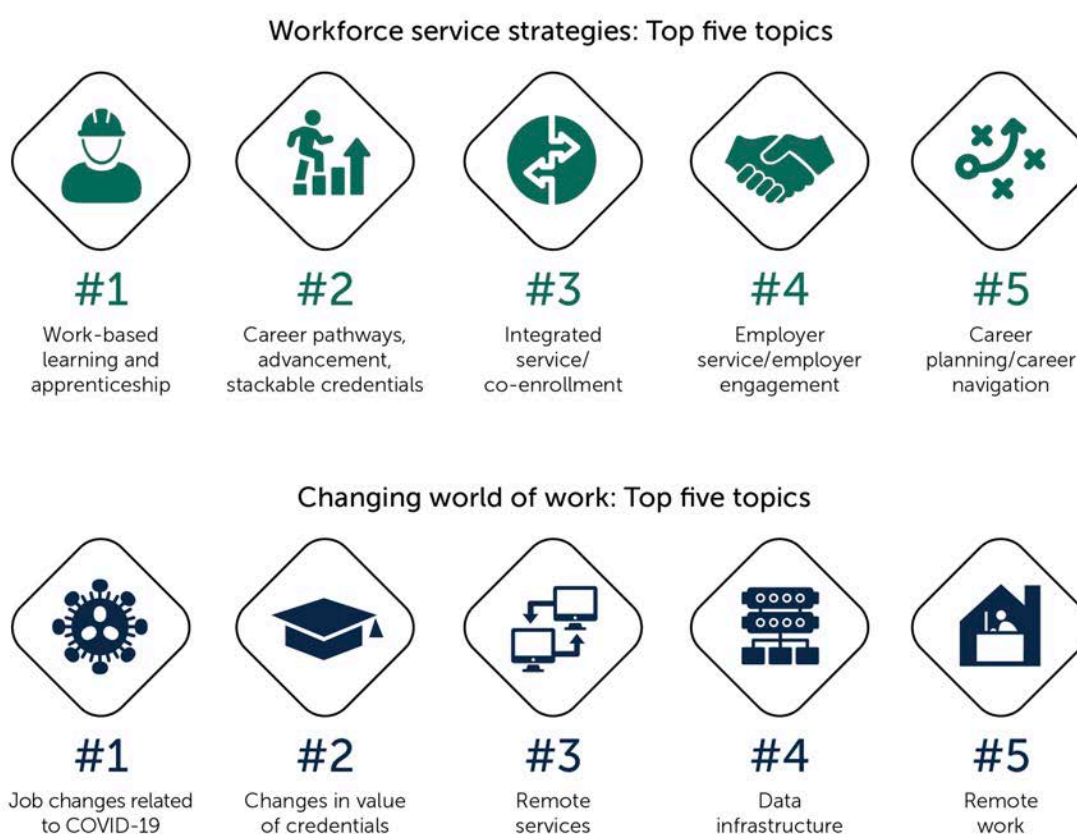 Workforce service strategies: Top five topics
#1
Work-based
learning and
apprenticeship
#2
Career pathways,
advancement,
stackable credentials
#3
Integrated
service/
co-enrollment
#4
Employer
service/employer
engagement
#5
Career
planning/career
navigation
Changing world of work: Top five topics
#1
Job changes related
to COVID-19
#2
Changes in value
of credentials
#3
Remote
services
#4
Data
infrastructure
#5
Remote
work